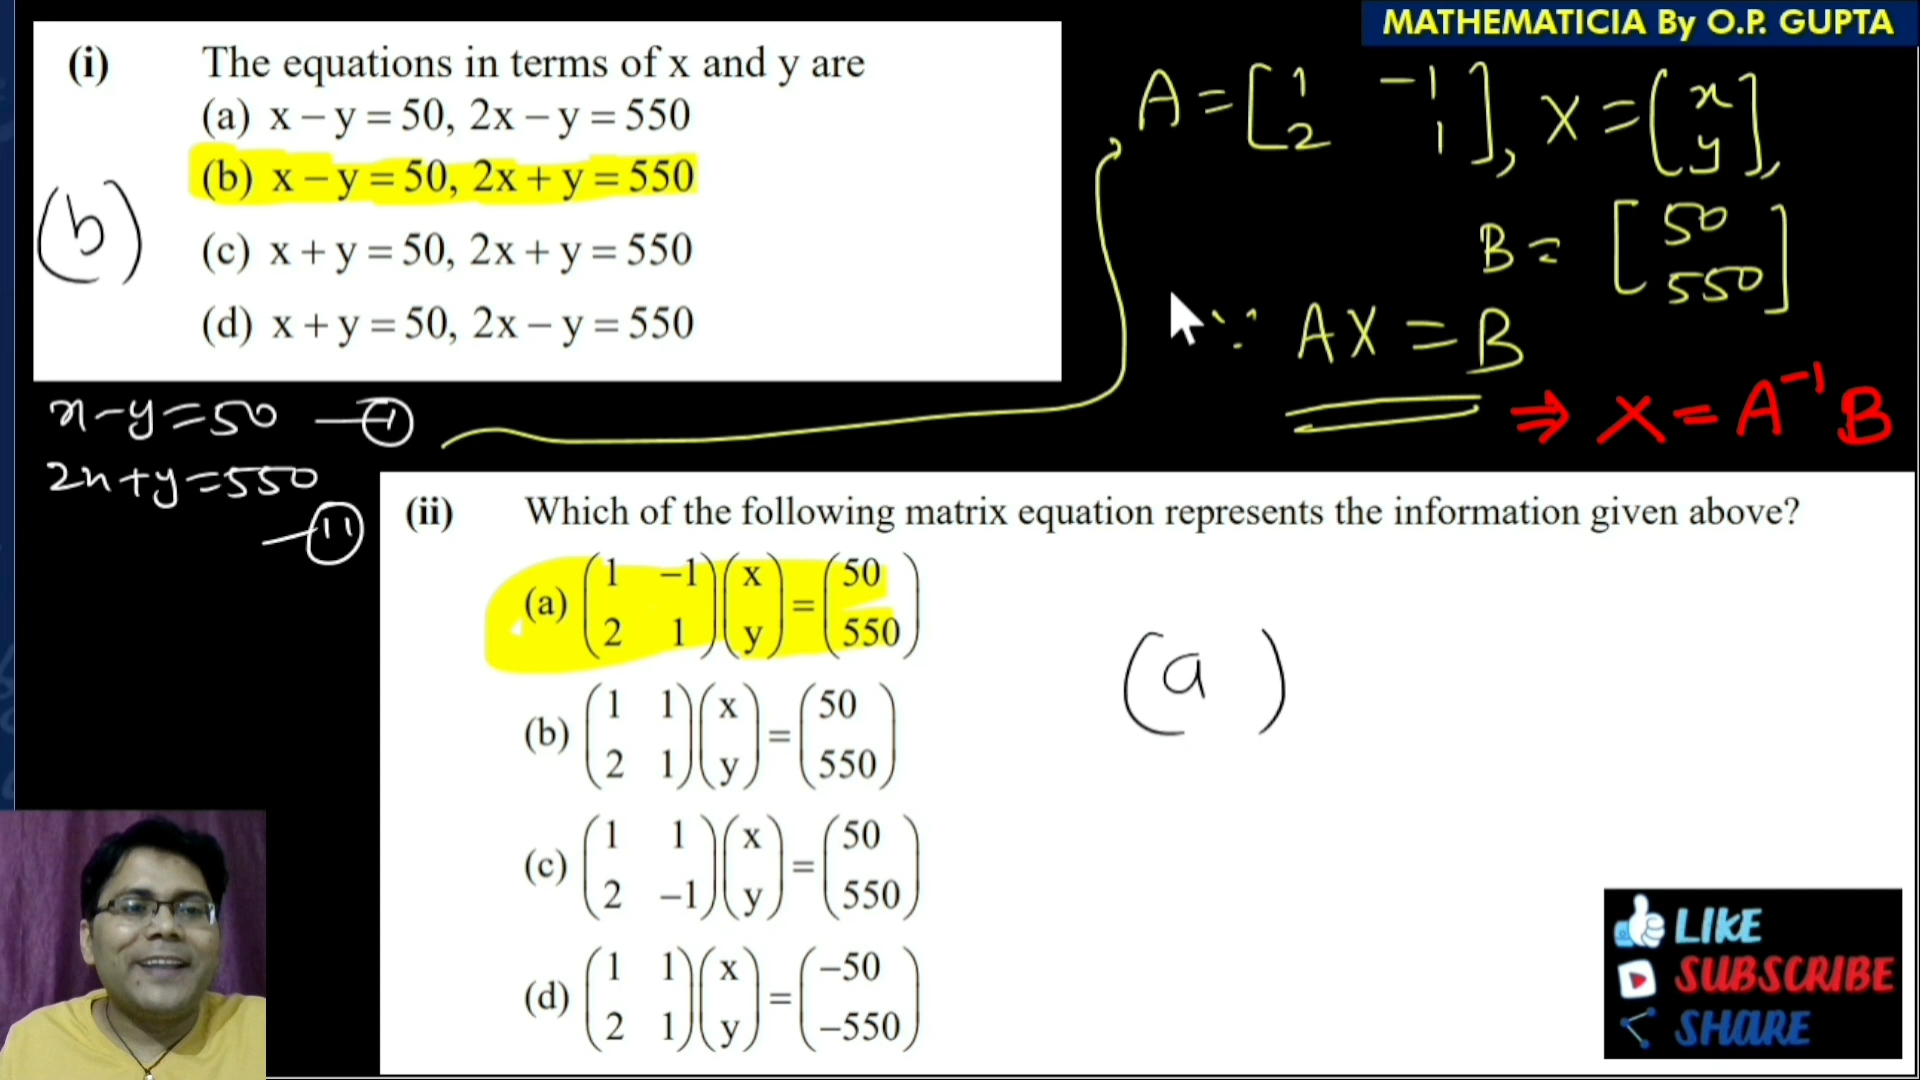 MATHEMATICIA By O.P. GUPTA
(i) The equations in terms of x and y are
(a) x − y = 50, 2x − y = 550
(b) x − y = 50, 2x + y = 550
(c) x + y = 50, 2x + y = 550
(d) x + y = 50, 2x − y = 550
(b)
A = [1 −1
2 1], X = [x
y],
B = [50
550]
∵ AX = B
⇒ X = A⁻¹B
x − y = 50 — (I)
2x + y = 550
— (II)
(ii) Which of the following matrix equation represents the information given above?
(a) (1 −1
2 1)(x
y) = (50
550)
(b) (1 1
2 1)(x
y) = (50
550)
(c) (1 1
2 −1)(x
y) = (50
550)
(d) (1 1
2 1)(x
y) = (−50
−550)
(a)
LIKE
SUBSCRIBE
SHARE